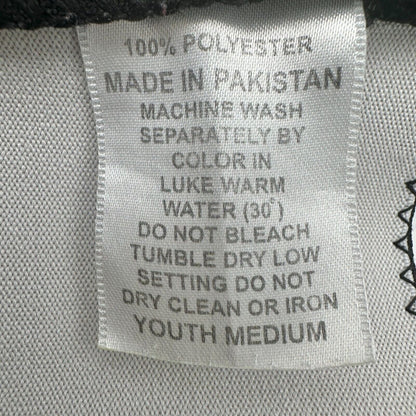 100% POLYESTER
MADE IN PAKISTAN
MACHINE WASH
SEPARATELY BY
COLOR IN
LUKE WARM
WATER (30°)
DO NOT BLEACH
TUMBLE DRY LOW
SETTING DO NOT
DRY CLEAN OR IRON
YOUTH MEDIUM